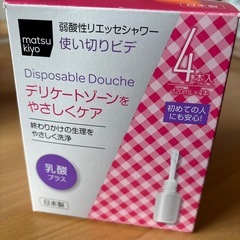 matsu
kiyo
弱酸性リエッセシャワー
使い切りビデ
Disposable Douche
デリケートゾーンを
やさしくケア
終わりかけの生理を
やさしく洗浄
乳酸
プラス
日本製
4本入
120mL×4本
初めての人
にも安心!